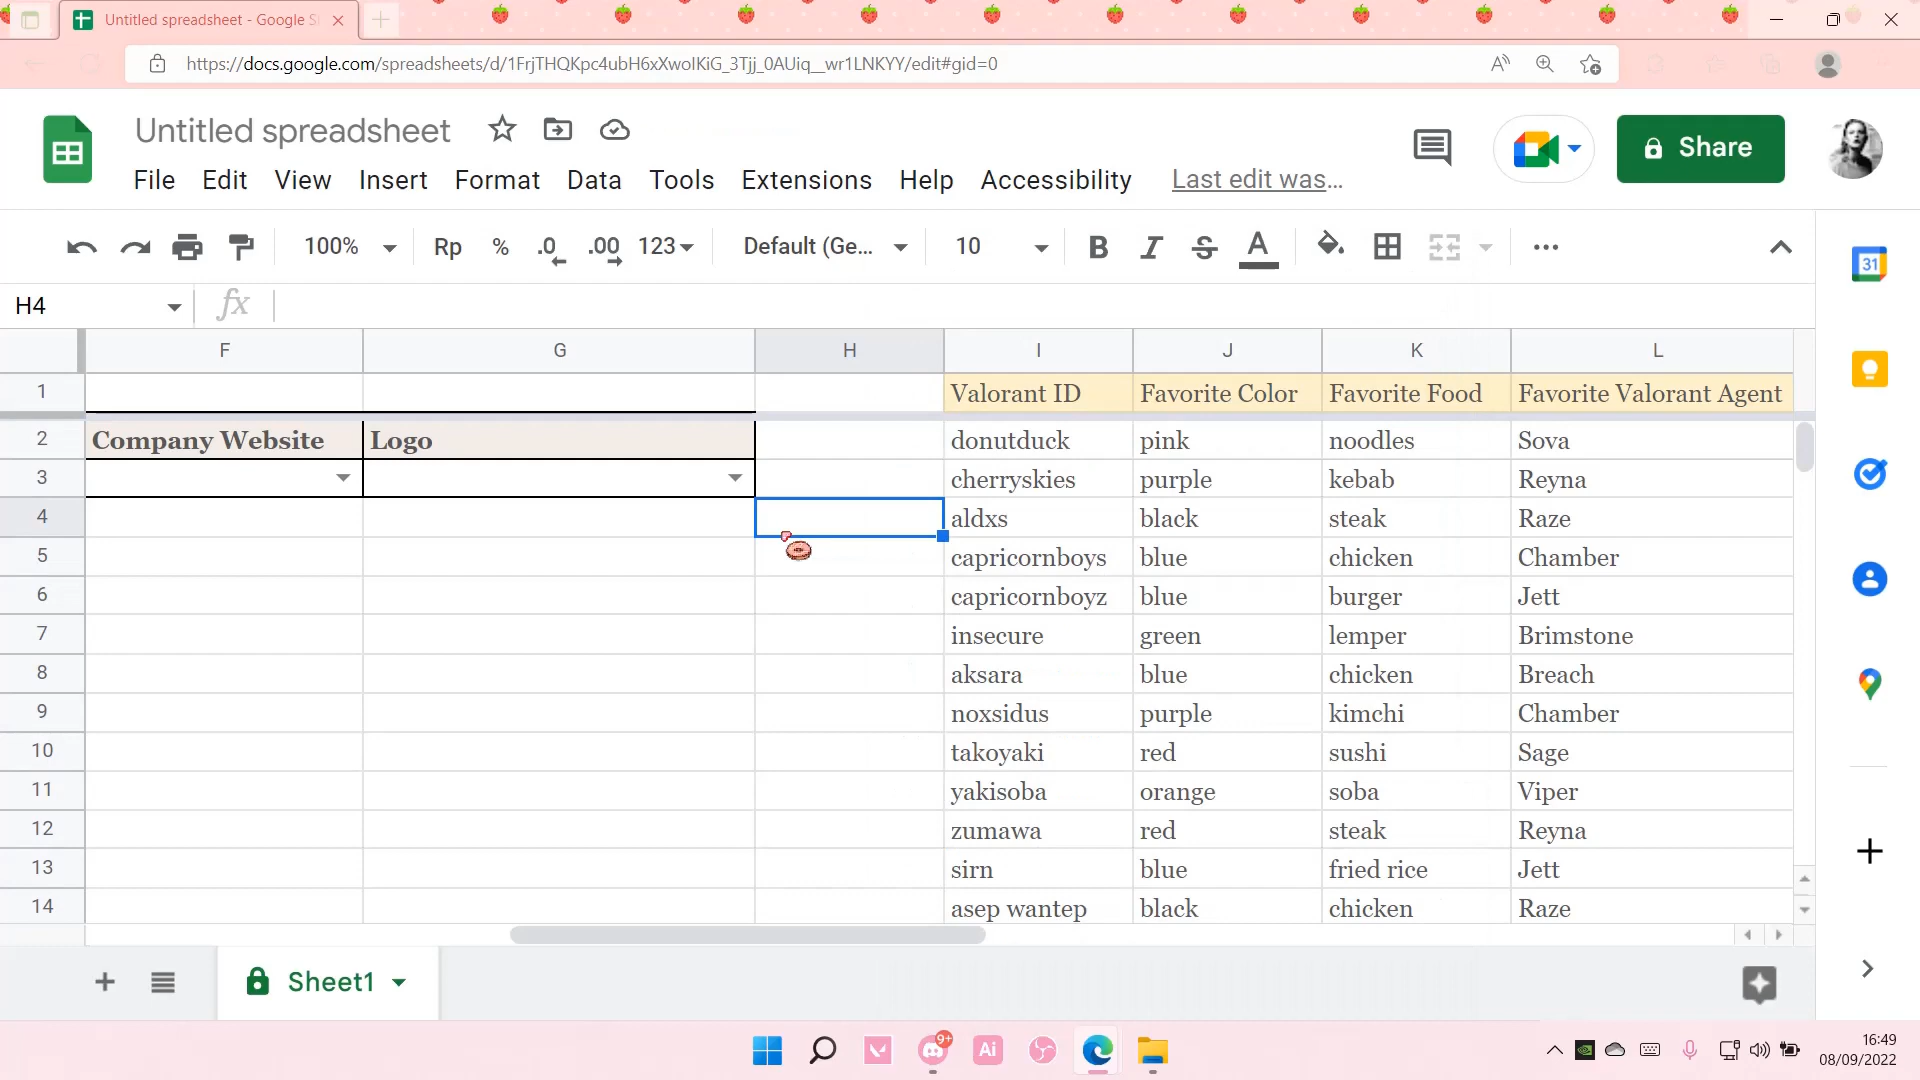 Untitled spreadsheet - Google S
https://docs.google.com/spreadsheets/d/1FrjTHQKpc4ubH6xXwoIKiG_3Tjj_0AUiq__wr1LNKYY/edit#gid=0
Untitled spreadsheet
Share
File Edit View Insert Format Data Tools Extensions Help Accessibility Last edit was...
100% Rp % .0 .00 123 Default (Ge... 10 B I S A
31
H4 fx
F G H I J K L
1 Valorant ID Favorite Color Favorite Food Favorite Valorant Agent
2 Company Website Logo donutduck pink noodles Sova
3 cherryskies purple kebab Reyna
4 aldxs black steak Raze
5 capricornboys blue chicken Chamber
6 capricornboyz blue burger Jett
7 insecure green lemper Brimstone
8 aksara blue chicken Breach
9 noxsidus purple kimchi Chamber
10 takoyaki red sushi Sage
11 yakisoba orange soba Viper
12 zumawa red steak Reyna
13 sirn blue fried rice Jett
14 asep wantep black chicken Raze
Sheet1
9+
Ai
16:49
08/09/2022